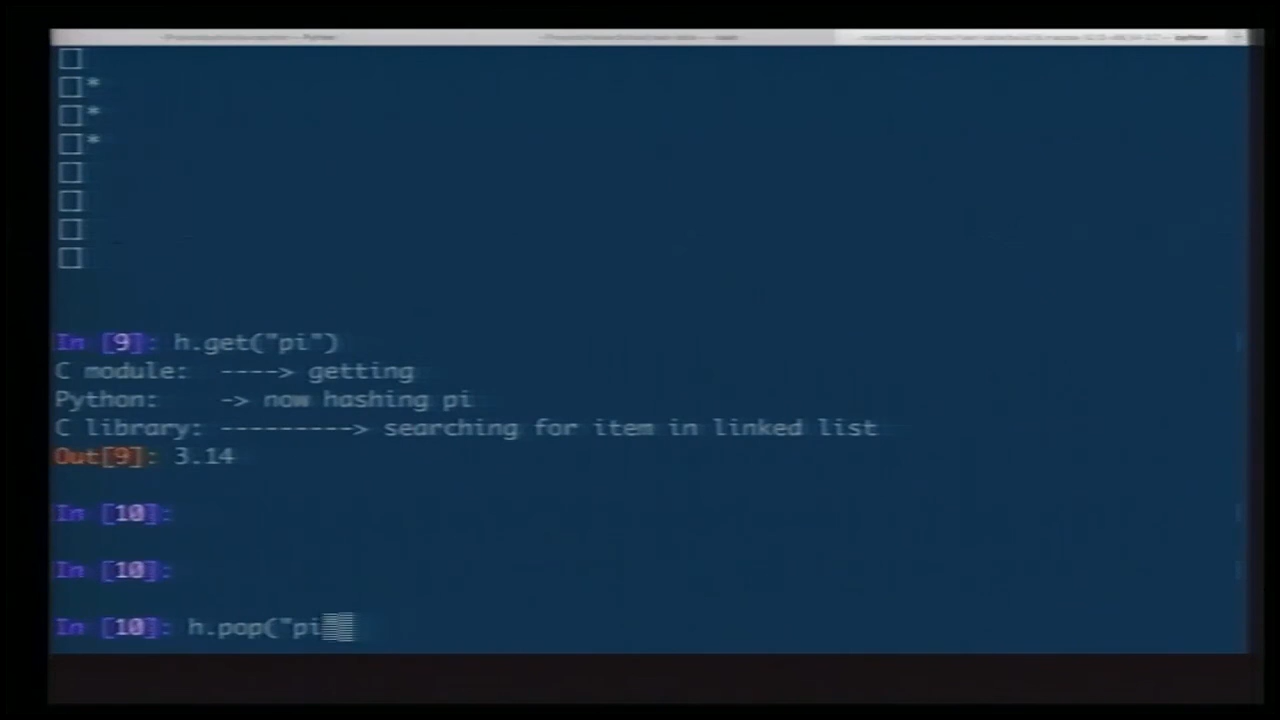 *
*
*
In [9]: h.get("pi")
C module:  ----> getting
Python:    -> now hashing pi
C library: ---------> searching for item in linked list
Out[9]: 3.14
In [10]:
In [10]:
In [10]: h.pop("pi